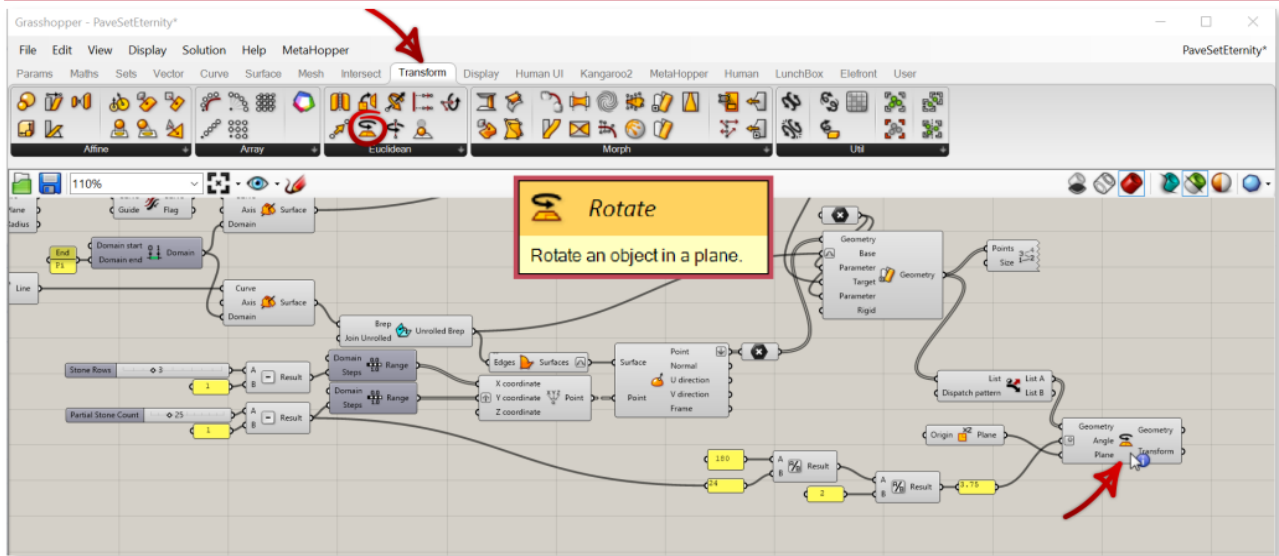 Grasshopper - PaveSetEternity*
File Edit View Display Solution Help MetaHopper PaveSetEternity*
Params Maths Sets Vector Curve Surface Mesh Intersect Transform Display Human UI Kangaroo2 MetaHopper Human LunchBox Elefront User
Affine Array Euclidean Morph Util
110%
Rotate
Rotate an object in a plane.
Guide Flag
Axis Surface
Domain
End
Pi
Domain start
Domain end
Domain
Line
Curve
Axis Surface
Domain
Brep
Join Unrolled
Unrolled Brep
Geometry
Base
Parameter
Target
Parameter
Rigid
Geometry
Points
Size
Stone Rows 3
1
A
B
Result
Domain
Steps
Range
Partial Stone Count 25
1
A
B
Result
Domain
Steps
Range
Edges Surfaces
X coordinate
Y coordinate
Z coordinate
Point
Surface
Point
Point
Normal
U direction
V direction
Frame
List
Dispatch pattern
List A
List B
Origin XZ Plane
Geometry
Angle
Plane
Geometry
Transform
180
24
A
B
A/B
Result
2
A
B
A/B
Result
3.75